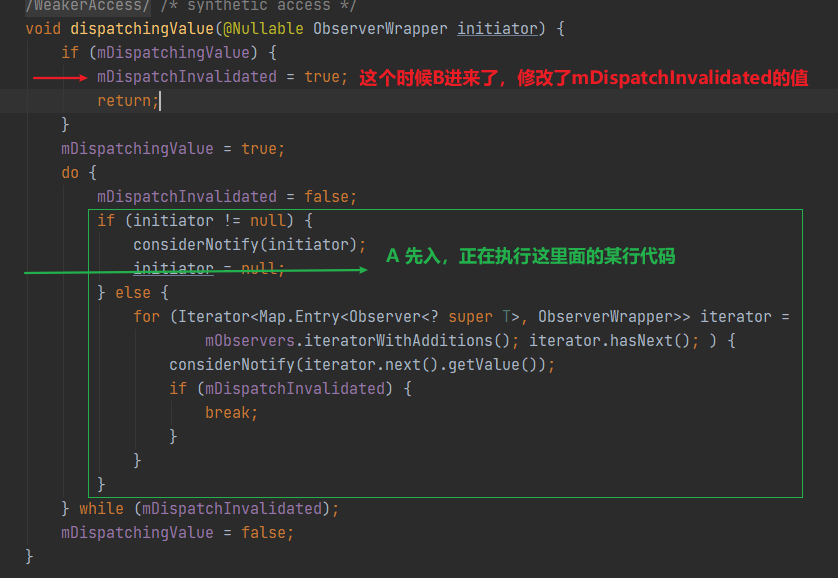 /WeakerAccess/ /* synthetic access */
void dispatchingValue(@Nullable ObserverWrapper initiator) {
if (mDispatchingValue) {
mDispatchInvalidated = true; 这个时候B进来了，修改了mDispatchInvalidated的值
return;
}
mDispatchingValue = true;
do {
mDispatchInvalidated = false;
if (initiator != null) {
considerNotify(initiator);
A 先入，正在执行这里面的某行代码
initiator = null;
} else {
for (Iterator<Map.Entry<Observer<? super T>, ObserverWrapper>> iterator =
mObservers.iteratorWithAdditions(); iterator.hasNext(); ) {
considerNotify(iterator.next().getValue());
if (mDispatchInvalidated) {
break;
}
}
}
} while (mDispatchInvalidated);
mDispatchingValue = false;
}